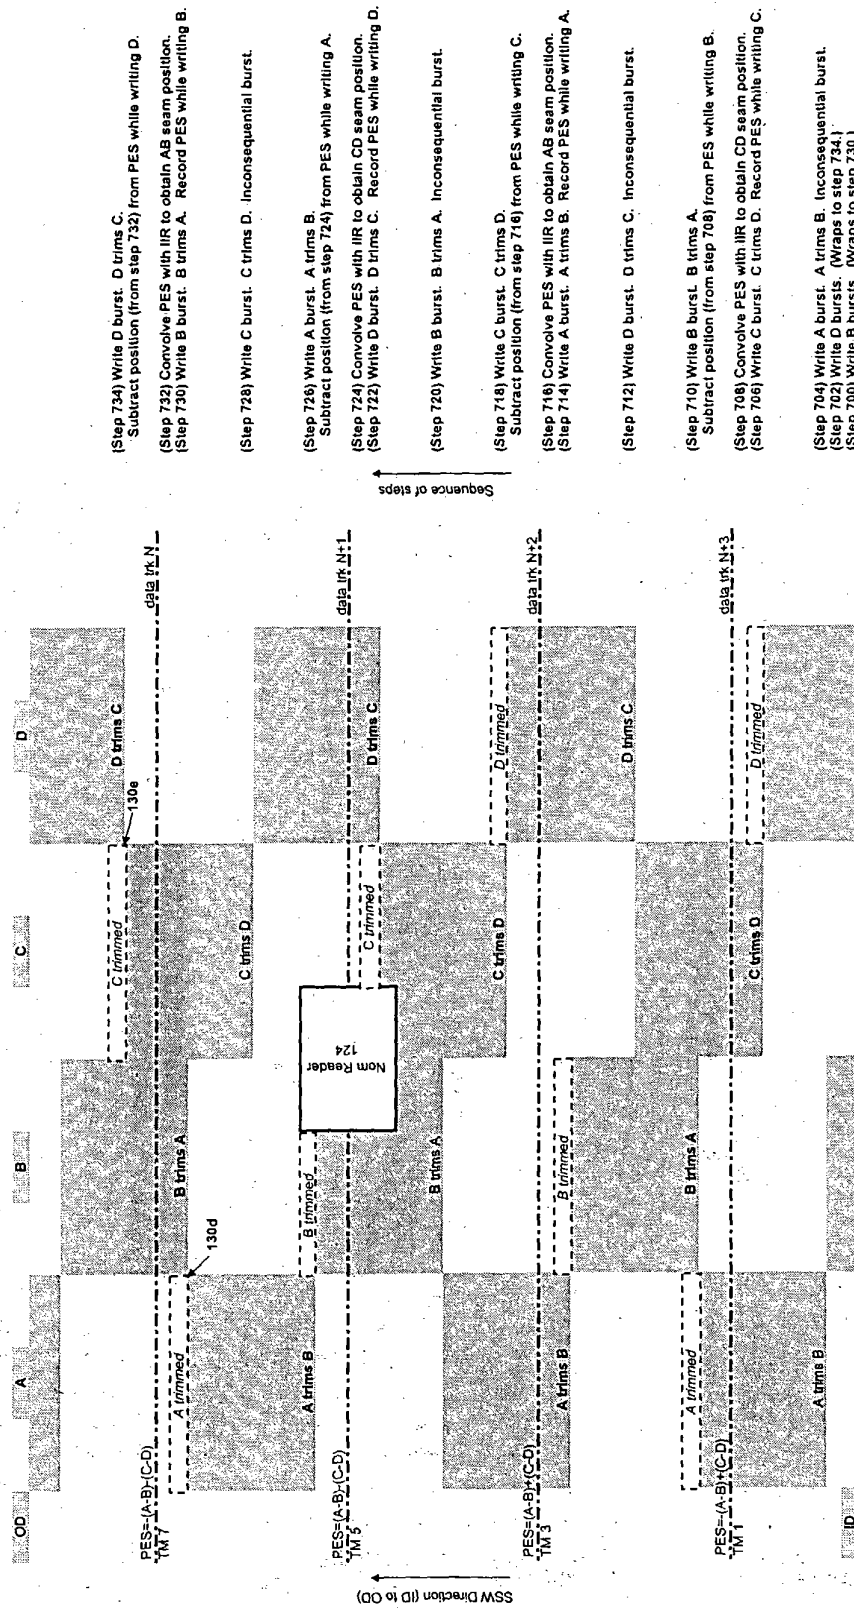 OD
A
B
C
D
PES=-(A-B)-(C-D)
TM 7
data trk N
A trimmed
130d
B trims A
C trimmed
130e
C trims D
D trims C
PES=(A-B)-(C-D)
TM 5
data trk N+1
A trims B
B trimmed
B trims A
Nom Reader
124
C trimmed
C trims D
D trims C
PES=(A-B)+(C-D)
TM 3
data trk N+2
A trims B
B trimmed
B trims A
D trimmed
D trims C
PES=-(A-B)+(C-D)
TM 1
data trk N+3
A trimmed
A trims B
C trims D
D trimmed
ID
SSW Direction (ID to OD)
Sequence of steps
(Step 734) Write D burst. D trims C.
Subtract position (from step 732) from PES while writing D.
(Step 732) Convolve PES with IIR to obtain AB seam position.
(Step 730) Write B burst. B trims A. Record PES while writing B.
(Step 728) Write C burst. C trims D. Inconsequential burst.
(Step 726) Write A burst. A trims B.
Subtract position (from step 724) from PES while writing A.
(Step 724) Convolve PES with IIR to obtain CD seam position.
(Step 722) Write D burst. D trims C. Record PES while writing D.
(Step 720) Write B burst. B trims A. Inconsequential burst.
(Step 718) Write C burst. C trims D.
Subtract position (from step 716) from PES while writing C.
(Step 716) Convolve PES with IIR to obtain AB seam position.
(Step 714) Write A burst. A trims B. Record PES while writing A.
(Step 712) Write D burst. D trims C. Inconsequential burst.
(Step 710) Write B burst. B trims A.
Subtract position (from step 708) from PES while writing B.
(Step 708) Convolve PES with IIR to obtain CD seam position.
(Step 706) Write C burst. C trims D. Record PES while writing C.
(Step 704) Write A burst. A trims B. Inconsequential burst.
(Step 702) Write D bursts. (Wraps to step 734.)
(Step 700) Write B bursts. (Wraps to step 730.)